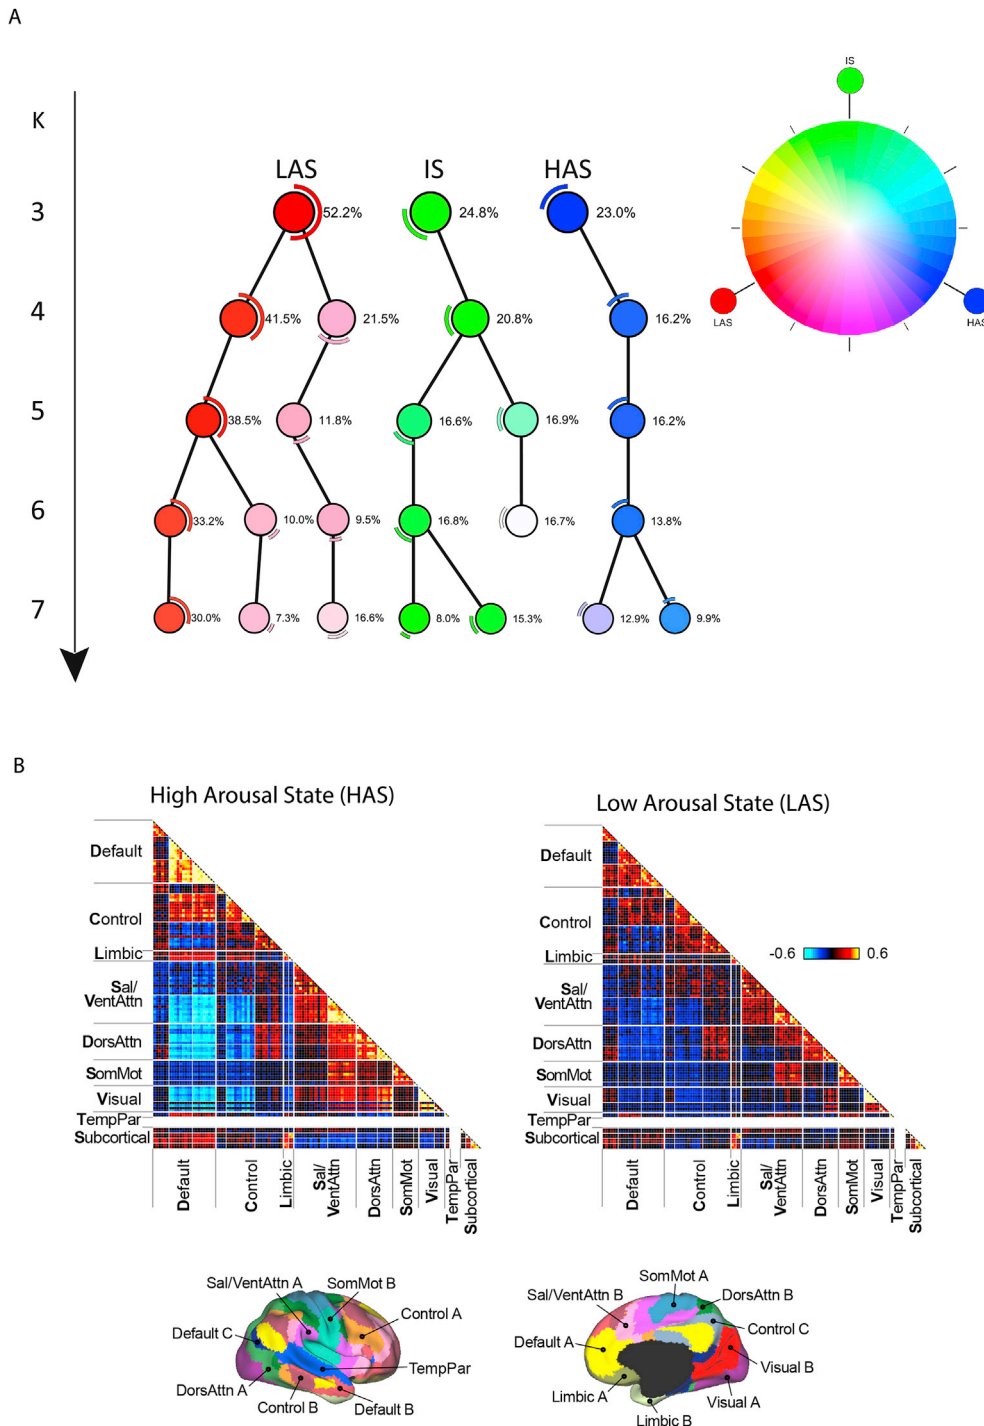 A
K
IS
LAS
HAS
LAS IS HAS
3 52.2% 24.8% 23.0%
4 41.5% 21.5% 20.8% 16.2%
5 38.5% 11.8% 16.6% 16.9% 16.2%
6 33.2% 10.0% 9.5% 16.8% 16.7% 13.8%
7 30.0% 7.3% 16.6% 8.0% 15.3% 12.9% 9.9%
B
High Arousal State (HAS)
Default
Control
Limbic
Sal/
VentAttn
DorsAttn
SomMot
Visual
TempPar
Subcortical
Default
Control
Limbic
Sal/
VentAttn
DorsAttn
SomMot
Visual
TempPar
Subcortical
Low Arousal State (LAS)
Default
Control
Limbic
Sal/
VentAttn
DorsAttn
SomMot
Visual
TempPar
Subcortical
-0.6 0.6
Default
Control
Limbic
Sal/
VentAttn
DorsAttn
SomMot
Visual
TempPar
Subcortical
Sal/VentAttn A
SomMot B
Control A
Default C
TempPar
DorsAttn A
Control B
Default B
SomMot A
DorsAttn B
Sal/VentAttn B
Control C
Default A
Visual B
Limbic A
Visual A
Limbic B